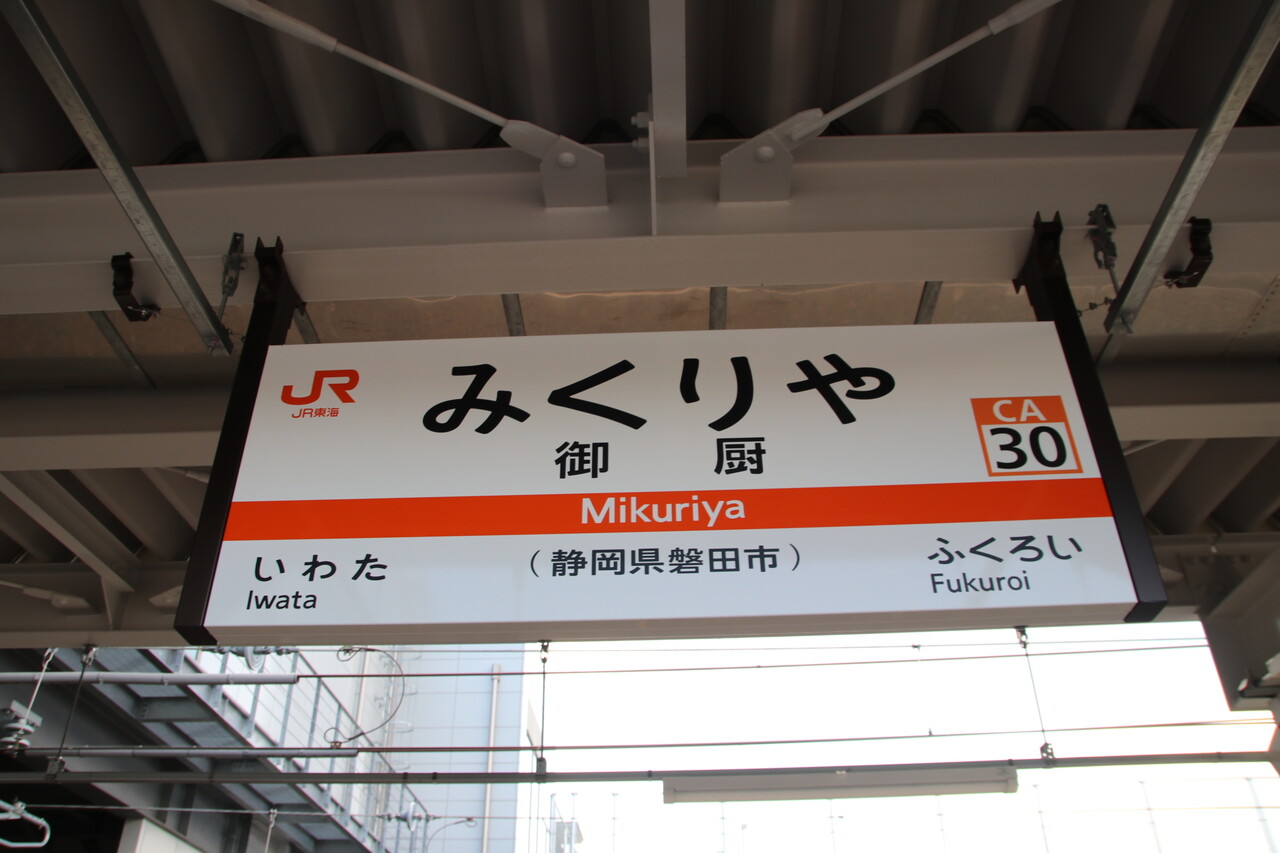 JR
JR東海
みくりや
御厨
CA
30
Mikuriya
いわた
Iwata
(静岡県磐田市)
ふくろい
Fukuroi